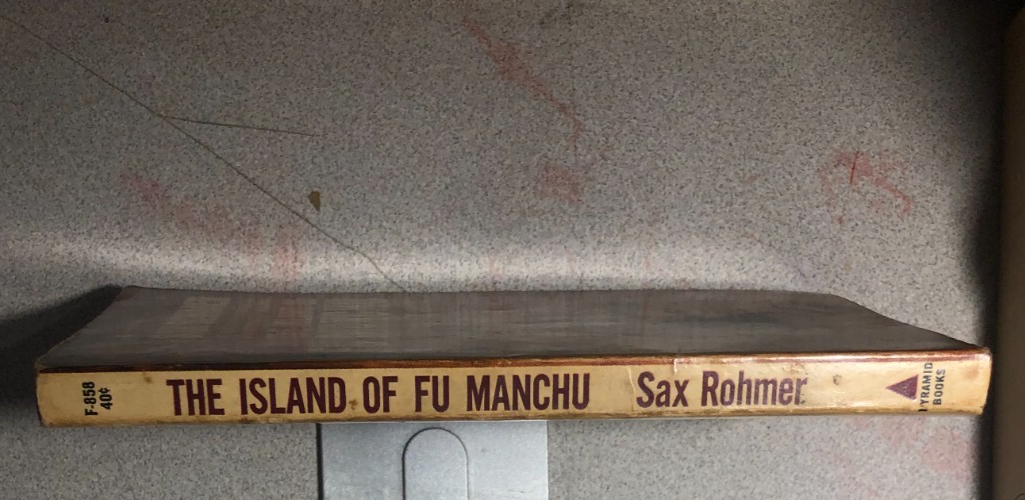 F-858
40¢
THE ISLAND OF FU MANCHU Sax Rohmer
PYRAMID
BOOKS